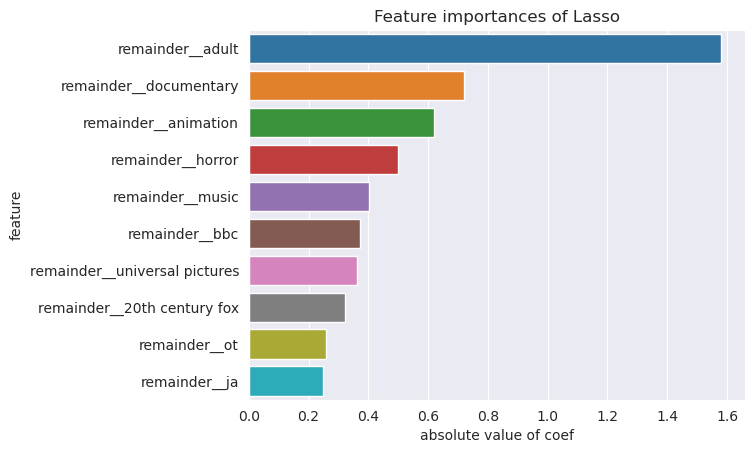 Feature importances of Lasso
feature
remainder__adult
remainder__documentary
remainder__animation
remainder__horror
remainder__music
remainder__bbc
remainder__universal pictures
remainder__20th century fox
remainder__ot
remainder__ja
0.0 0.2 0.4 0.6 0.8 1.0 1.2 1.4 1.6
absolute value of coef